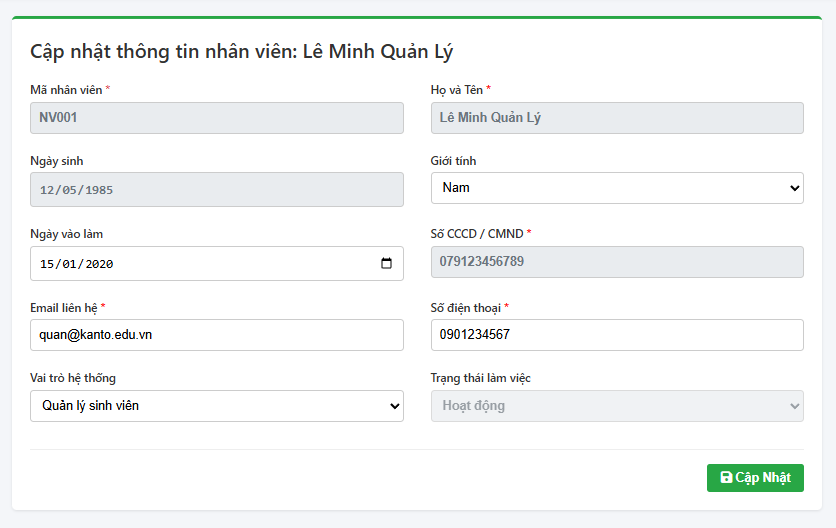 Cập nhật thông tin nhân viên: Lê Minh Quản Lý
Mã nhân viên *
NV001
Họ và Tên *
Lê Minh Quản Lý
Ngày sinh
12/05/1985
Giới tính
Nam
Ngày vào làm
15/01/2020
Số CCCD / CMND *
079123456789
Email liên hệ *
quan@kanto.edu.vn
Số điện thoại *
0901234567
Vai trò hệ thống
Quản lý sinh viên
Trạng thái làm việc
Hoạt động
Cập Nhật